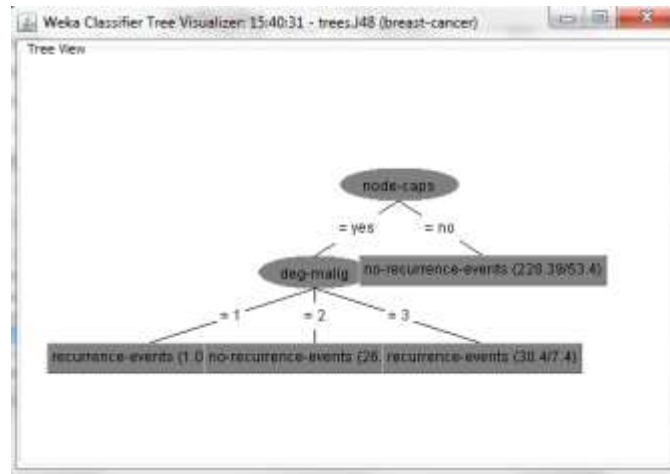 Weka Classifier Tree Visualizer: 15:40:31 - trees.J48 (breast-cancer)
Tree View
node-caps
= yes
= no
deg-malig
no-recurrence-events (228.39/53.4)
= 1
= 2
= 3
recurrence-events (1.0
no-recurrence-events (26.
recurrence-events (30.4/7.4)